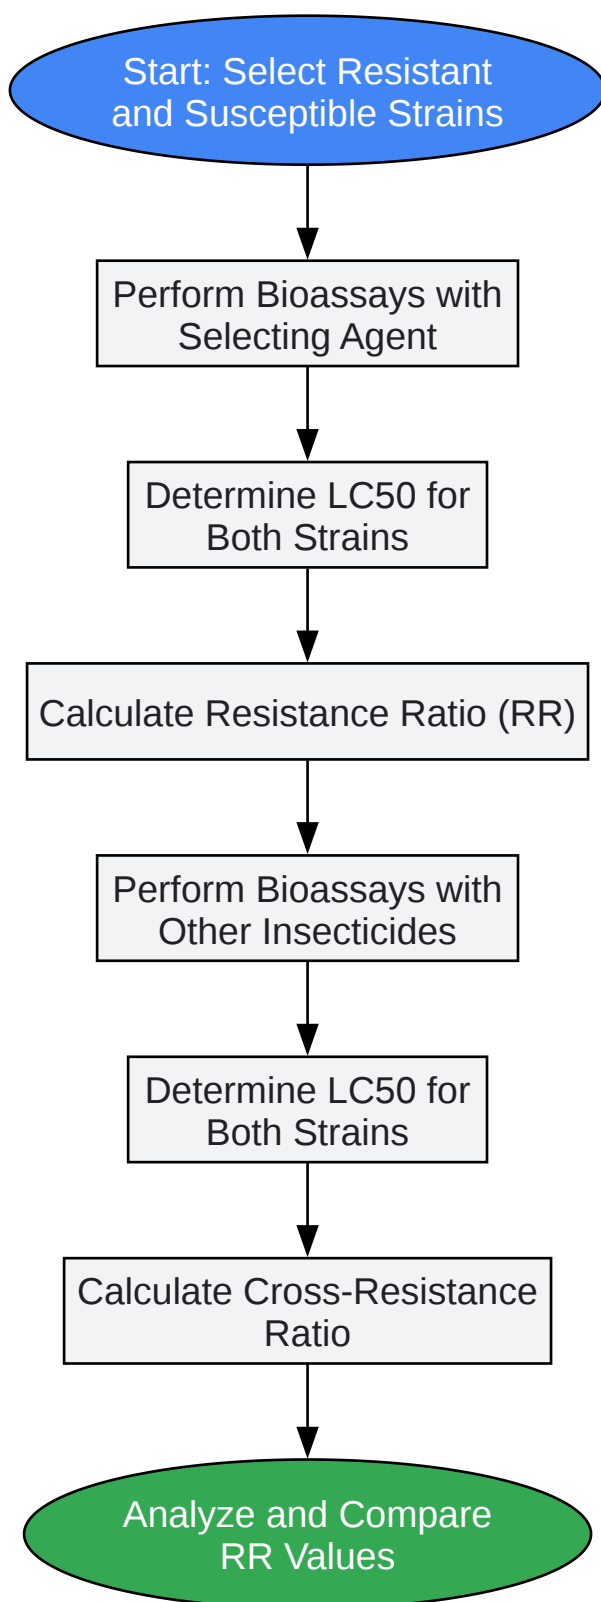 Start: Select Resistant
and Susceptible Strains
Perform Bioassays with
Selecting Agent
Determine LC50 for
Both Strains
Calculate Resistance Ratio (RR)
Perform Bioassays with
Other Insecticides
Determine LC50 for
Both Strains
Calculate Cross-Resistance
Ratio
Analyze and Compare
RR Values